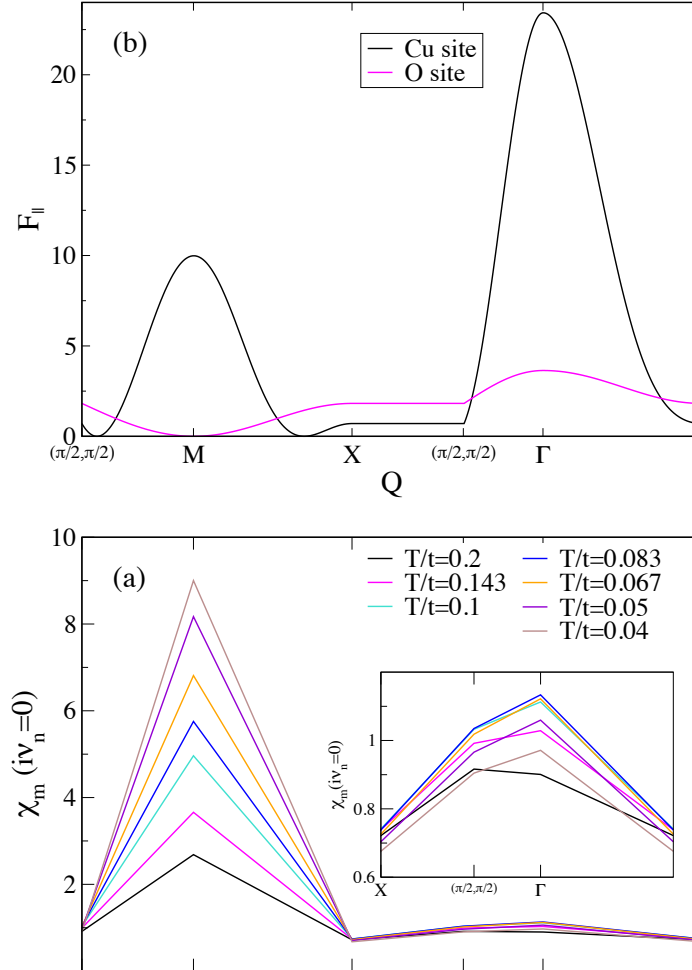 (b)
Cu site
O site
20
15
10
5
0
F||
(π/2,π/2)
M
X
(π/2,π/2)
Γ
Q
(a)
T/t=0.2
T/t=0.143
T/t=0.1
T/t=0.083
T/t=0.067
T/t=0.05
T/t=0.04
10
8
6
4
2
χm (iνn=0)
1
0.8
0.6
χm(iνn=0)
X
(π/2,π/2)
Γ